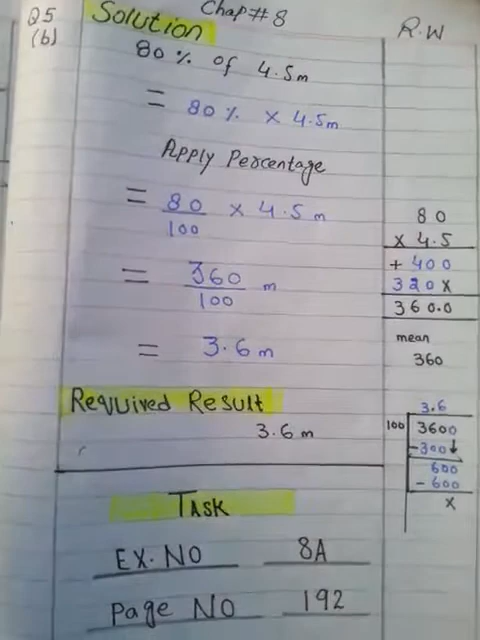 Chap#8
Q5
(b)
Solution
R.W
80% of 4.5m
= 80% × 4.5m
Apply Percentage
= 80/100 × 4.5 m
= 360/100 m
= 3.6 m
Required Result
3.6 m
80
× 4.5
+ 400
320×
360.0
mean
360
3.6
100 3600
-300↓
600
- 600
×
TASK
EX.NO 8A
Page NO 192